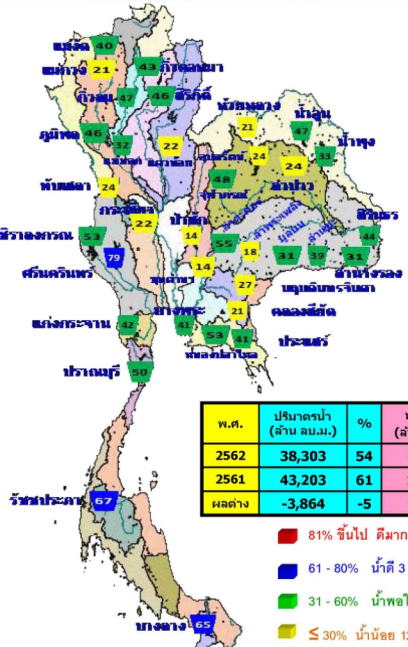 แม่งัด 40
แม่กวง 21
43 กิ่วคอหมา
กิ่วลม 47
46 สิริกิติ์
ภูมิพล 46
32
22
แควน้อย
ห้วยหลวง
21
น้ำอูน
47
น้ำพุง
33
อุบลรัตน์
24
24
ลำปาว
48
จุฬาภรณ์
ทับเสลา
24
กระเสียว
22
ป่าสัก
14
สิรินธร
44
วชิราลงกรณ
53
55
18
31
39
31
ลำนางรอง
ศรีนครินทร์
79
14
27
21
คลองสียัด
บางพระ
41
53
41
ประแสร์
หนองปลาไหล
แก่งกระจาน 42
ปราณบุรี 50
รัชชประภา 67
บางลาง 65
พ.ศ. ปริมาตรน้ำ (ล้าน ลบ.ม.) %
2562 38,303 54
2561 43,203 61
ผลต่าง -3,864 -5
81% ขึ้นไป ดีมาก
61 - 80% น้ำดี 3
31 - 60% น้ำพอใ
≤ 30% น้ำน้อย 12